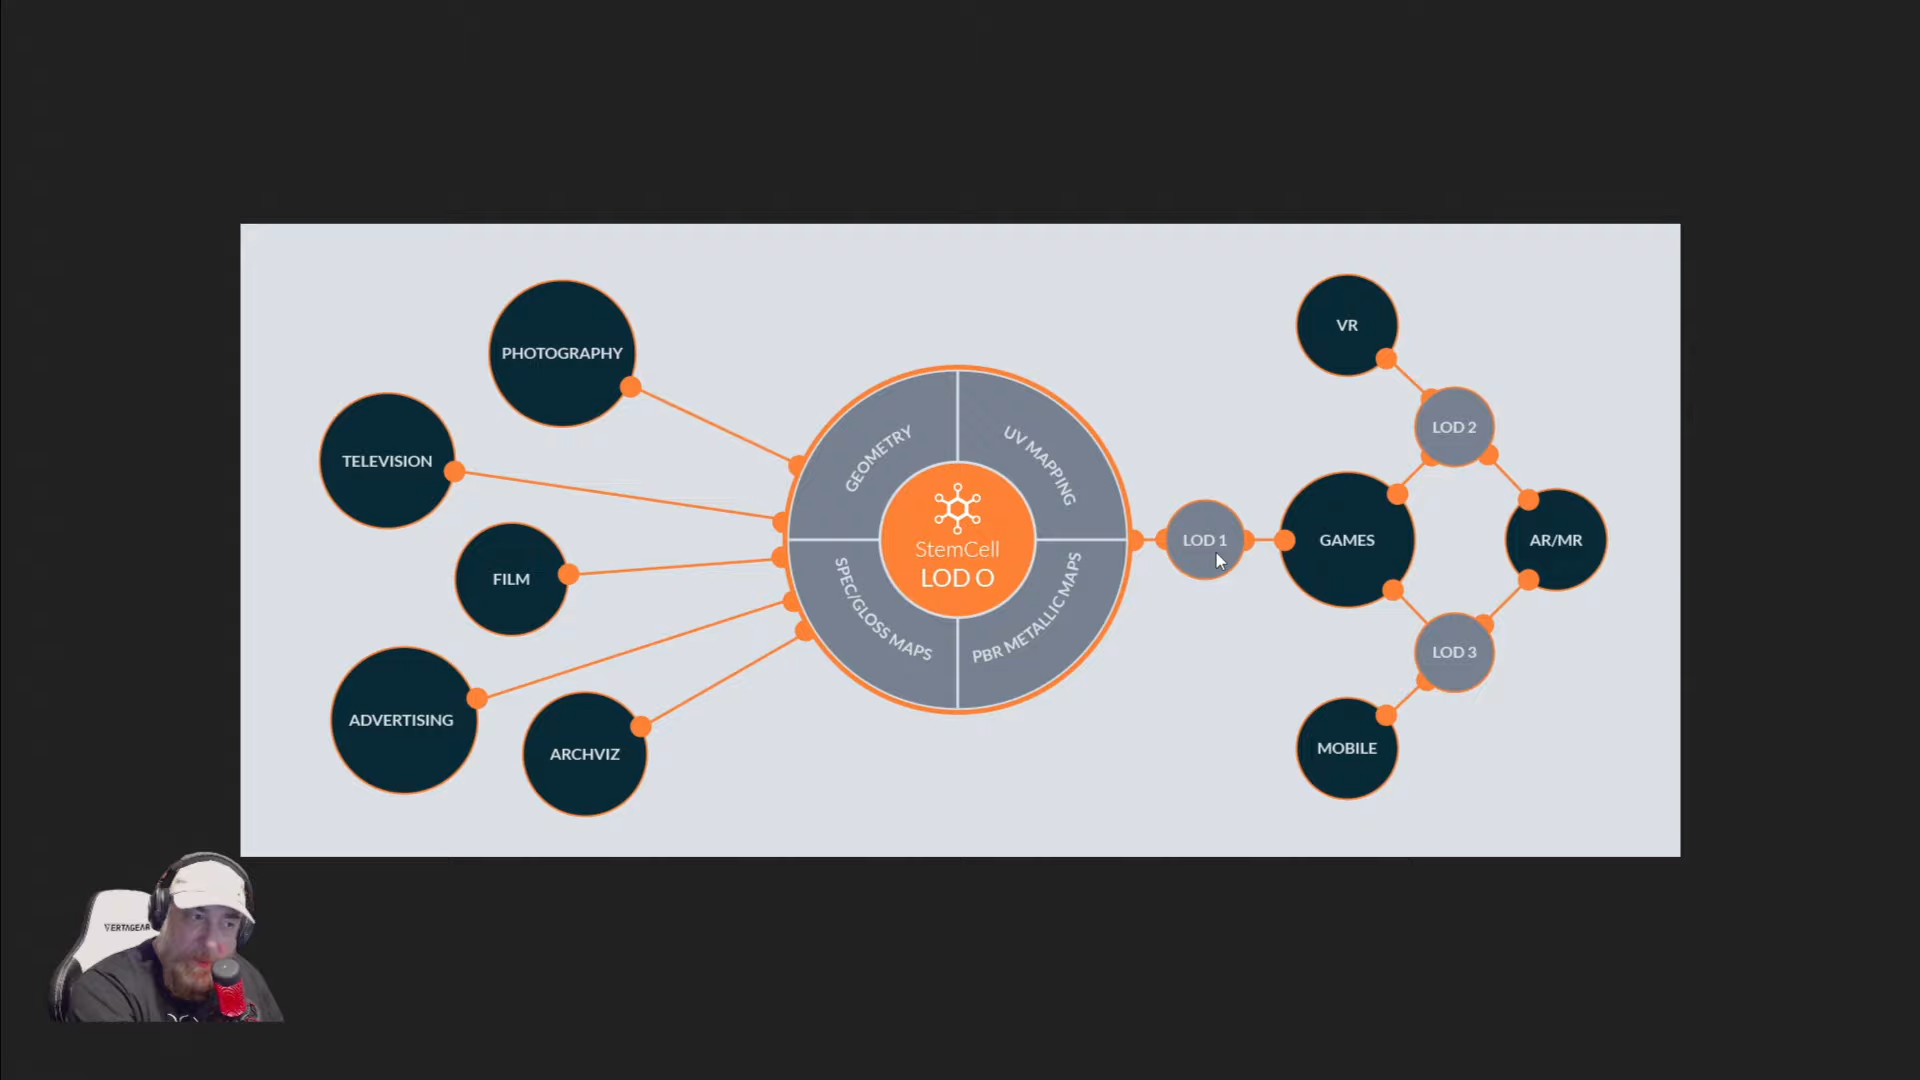 PHOTOGRAPHY
TELEVISION
FILM
ADVERTISING
ARCHVIZ
GEOMETRY
UV MAPPING
SPEC/GLOSS MAPS
PBR METALLIC MAPS
StemCell
LOD O
LOD 1
GAMES
VR
LOD 2
AR/MR
LOD 3
MOBILE
VERTAGEAR